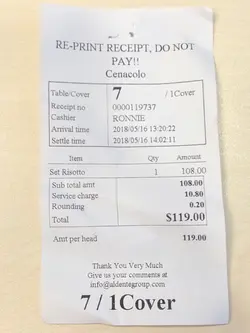 RE-PRINT RECEIPT, DO NOT
PAY!!
Cenacolo
Table/Cover 7 / 1Cover
Receipt no 0000119737
Cashier RONNIE
Arrival time 2018/05/16 13:20:22
Settle time 2018/05/16 14:02:11
Item Qty Amount
Set Risotto 1 108.00
Sub total amt 108.00
Service charge 10.80
Rounding 0.20
Total $119.00
Amt per head 119.00
Thank You Very Much
Give us your comments at
info@aldentegroup.com
7 / 1Cover